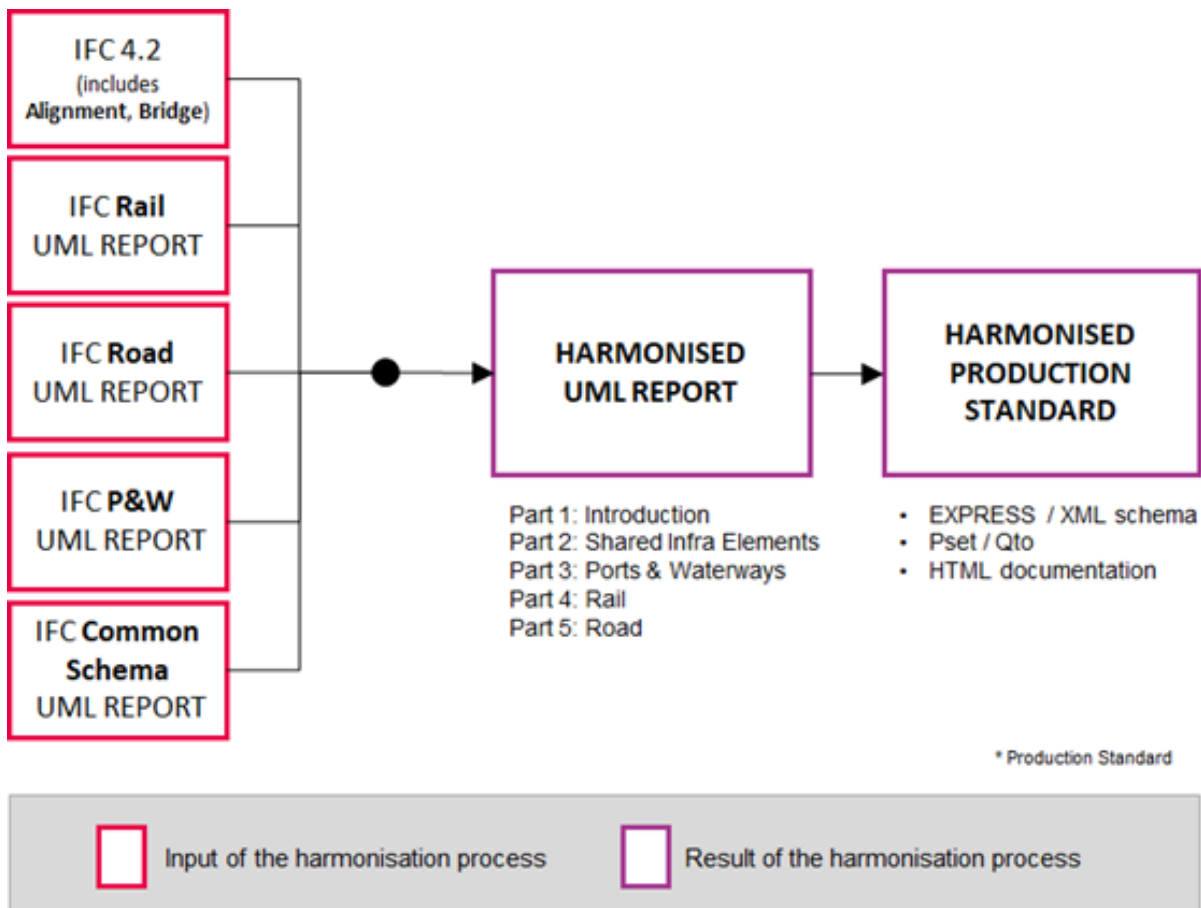 IFC 4.2
(includes
Alignment, Bridge)
IFC Rail
UML REPORT
IFC Road
UML REPORT
IFC P&W
UML REPORT
IFC Common
Schema
UML REPORT
HARMONISED
UML REPORT
Part 1: Introduction
Part 2: Shared Infra Elements
Part 3: Ports & Waterways
Part 4: Rail
Part 5: Road
HARMONISED
PRODUCTION
STANDARD
• EXPRESS / XML schema
• Pset / Qto
• HTML documentation
* Production Standard
Input of the harmonisation process
Result of the harmonisation process